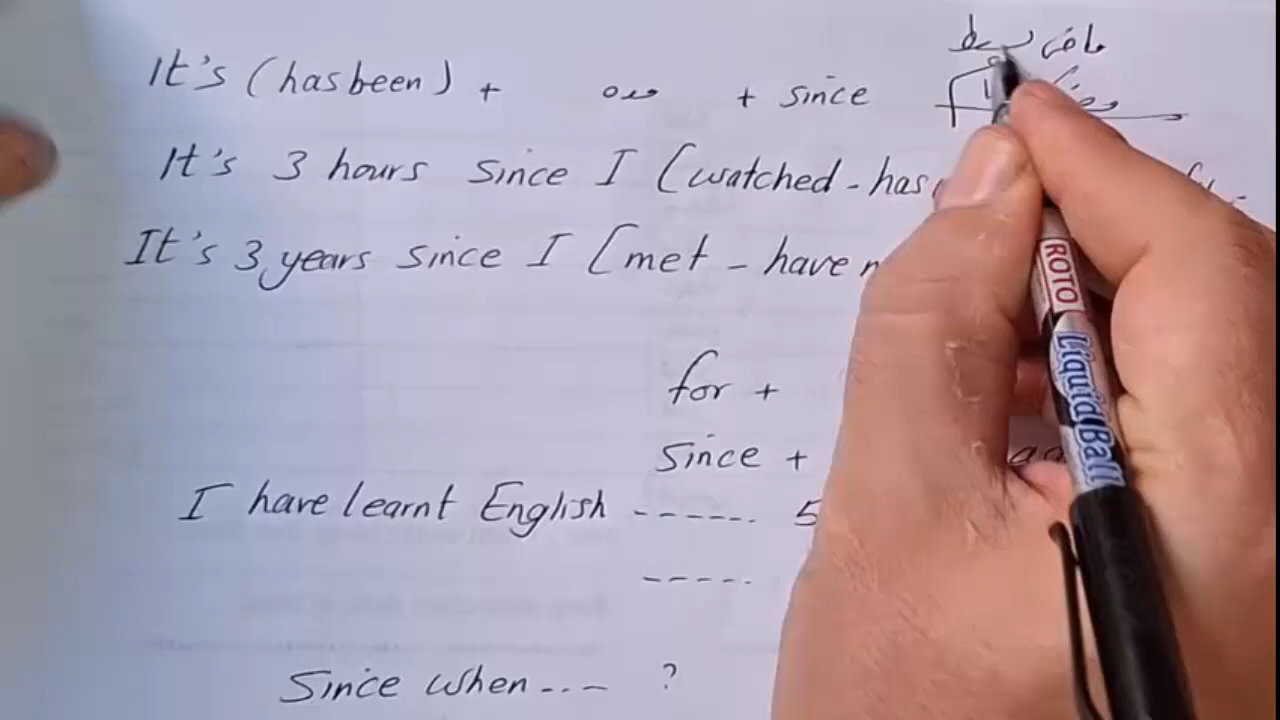 It's (has been) + مدة + since ماضى بسيط
It's 3 hours since I (watched - has
It's 3 years since I (met - have
for +
since +
I have learnt English ------. 5
-----.
Since when --- ?
ROTO Liquid Ball